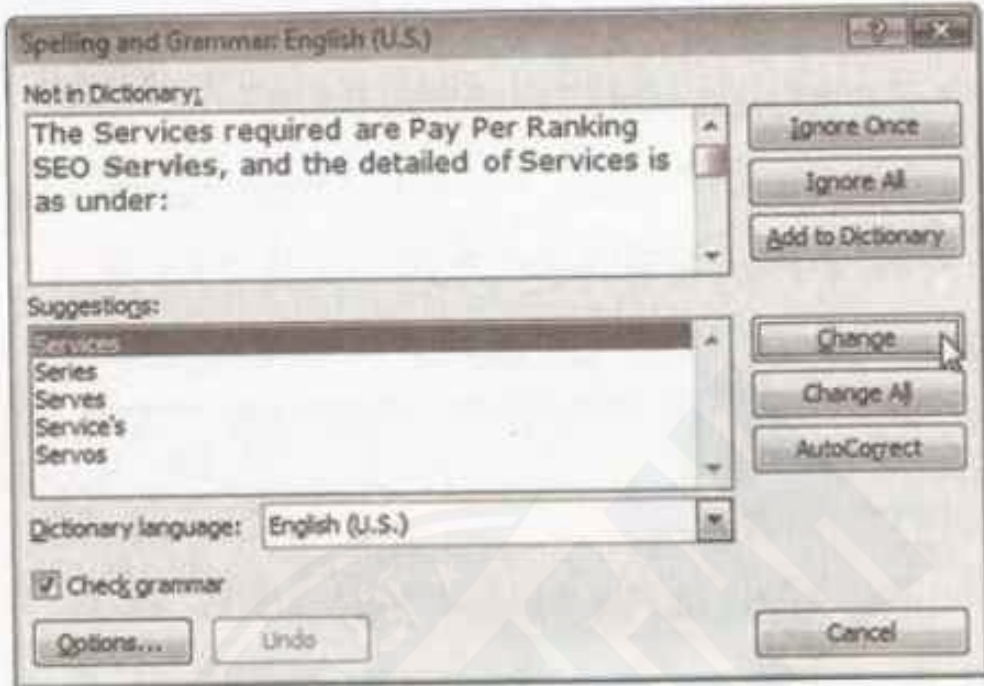 Spelling and Grammar: English (U.S.)
Not in Dictionary:
The Services required are Pay Per Ranking
SEO Servies, and the detailed of Services is
as under:
Ignore Once
Ignore All
Add to Dictionary
Suggestions:
Services
Series
Serves
Service's
Servos
Change
Change All
AutoCorrect
Dictionary language: English (U.S.)
Check grammar
Options...
Undo
Cancel